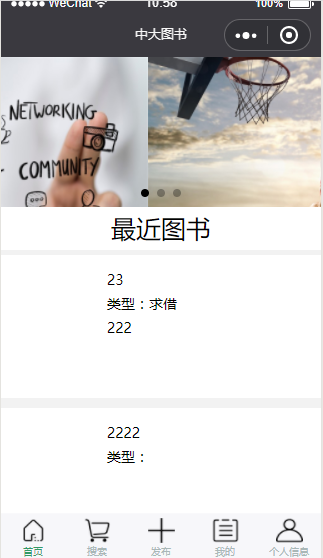 WeChat 10:58 100%
中大图书
NETWORKING
COMMUNITY
最近图书
23
类型：求借
222
2222
类型：
首页 搜索 发布 我的 个人信息